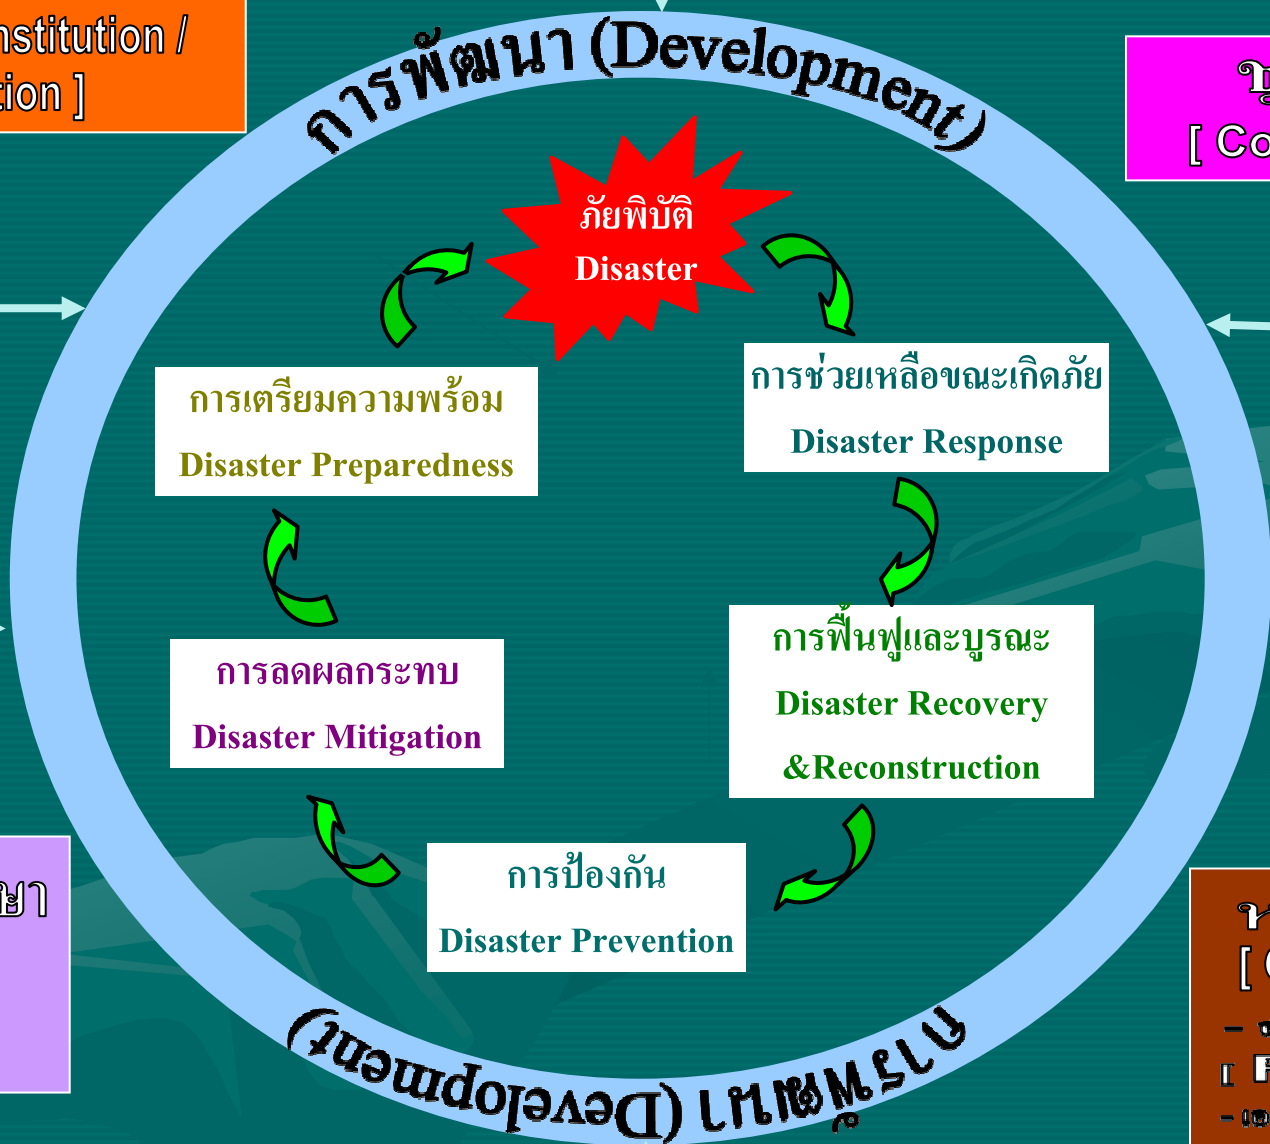 nstitution /
tion ]
การพัฒนา (Development)
[ Co
ภัยพิบัติ
Disaster
การช่วยเหลือขณะเกิดภัย
Disaster Response
การเตรียมความพร้อม
Disaster Preparedness
การฟื้นฟูและบูรณะ
Disaster Recovery
&Reconstruction
การลดผลกระทบ
Disaster Mitigation
การป้องกัน
Disaster Prevention
ษา
การพัฒนา (Development)